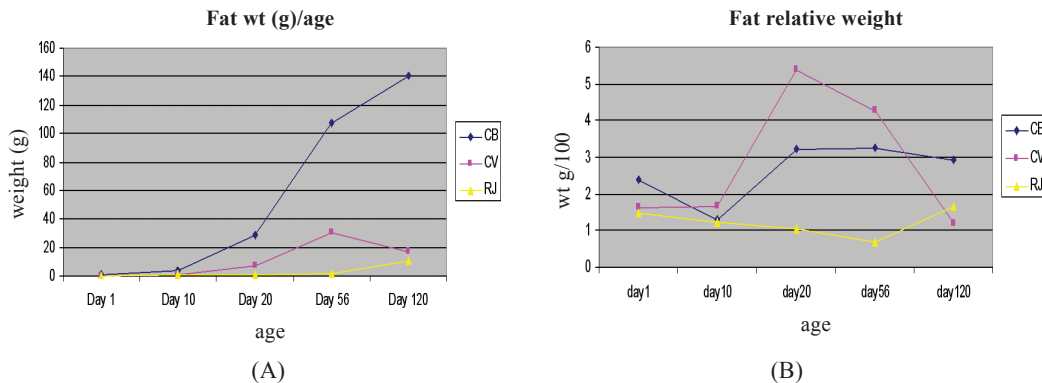 Fat wt (g)/age
160
140
120
100
80
60
40
20
0
weight (g)
Day 1 Day 10 Day 20 Day 56 Day 120
age
CB
CV
RJ
(A)
Fat relative weight
6
5
4
3
2
1
0
wt g/100
day1 day10 day20 day56 day120
age
CB
CV
RJ
(B)